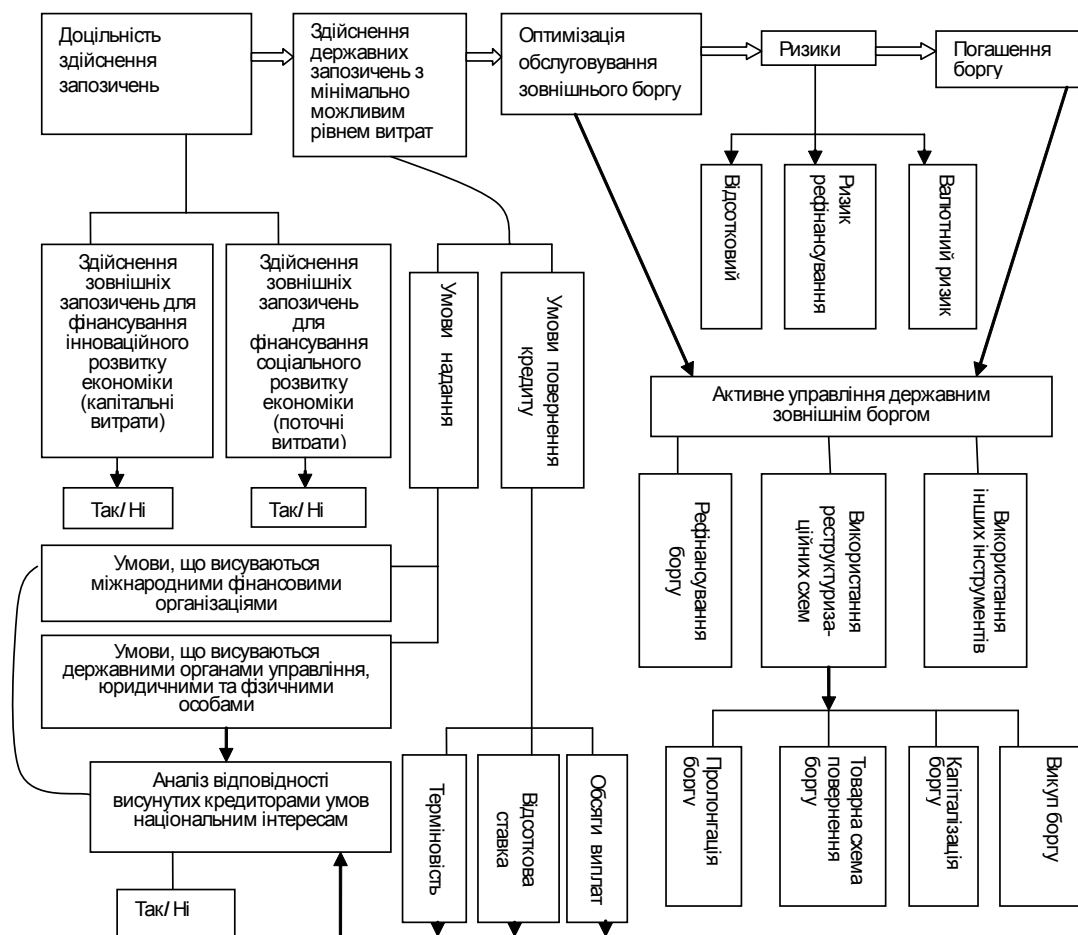 Доцільність
здійснення
запозичень
Здійснення
державних
запозичень з
мінімально
можливим
рівнем витрат
Оптимізація
обслуговування
зовнішнього боргу
Ризики
Погашення
боргу
Відсотковий
Ризик
рефінансування
Валютний ризик
Здійснення
зовнішніх
запозичень для
фінансування
інноваційного
розвитку
економіки
(капітальні
витрати)
Здійснення
зовнішніх
запозичень
для
фінансування
соціального
розвитку
економіки
(поточні
витрати)
Умови надання
Умови повернення
кредиту
Активне управління державним
зовнішнім боргом
Так/ Ні
Так/ Ні
Рефінансування
боргу
Використання
реструктуриза-
ційних схем
Використання
інших інструментів
Умови, що висуваються
міжнародними фінансовими
організаціями
Умови, що висуваються
державними органами управління,
юридичними та фізичними
особами
Аналіз відповідності
висунутих кредиторами умов
національним інтересам
Терміновість
Відсоткова
ставка
Обсяги виплат
Пролонгація
боргу
Товарна схема
повернення
боргу
Капіталізація
боргу
Викуп боргу
Так/ Ні